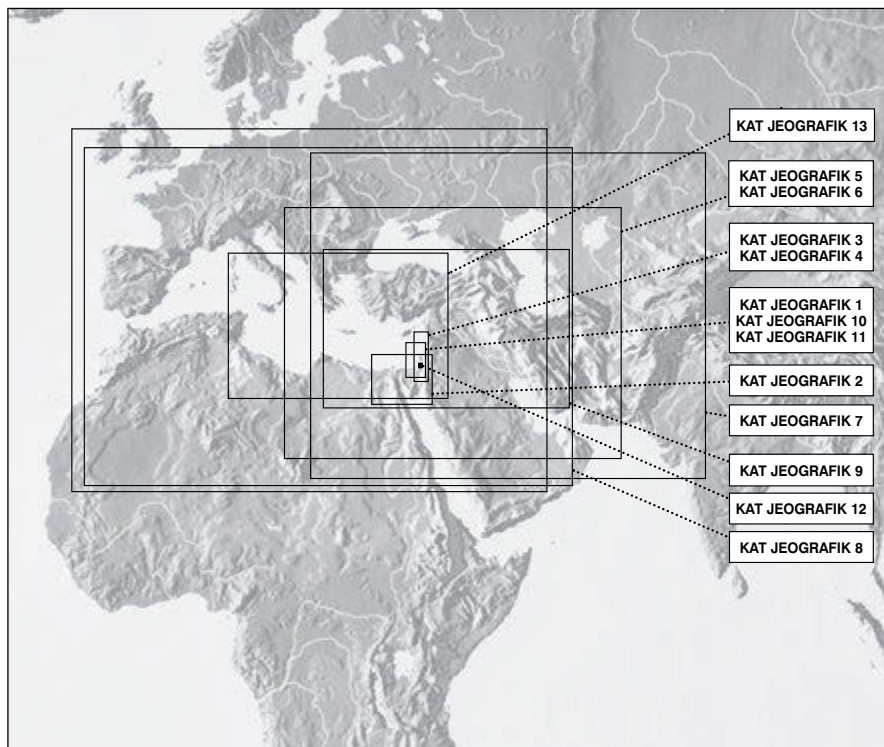 KAT JEOGRAFIK 13
KAT JEOGRAFIK 5
KAT JEOGRAFIK 6
KAT JEOGRAFIK 3
KAT JEOGRAFIK 4
KAT JEOGRAFIK 1
KAT JEOGRAFIK 10
KAT JEOGRAFIK 11
KAT JEOGRAFIK 2
KAT JEOGRAFIK 7
KAT JEOGRAFIK 9
KAT JEOGRAFIK 12
KAT JEOGRAFIK 8